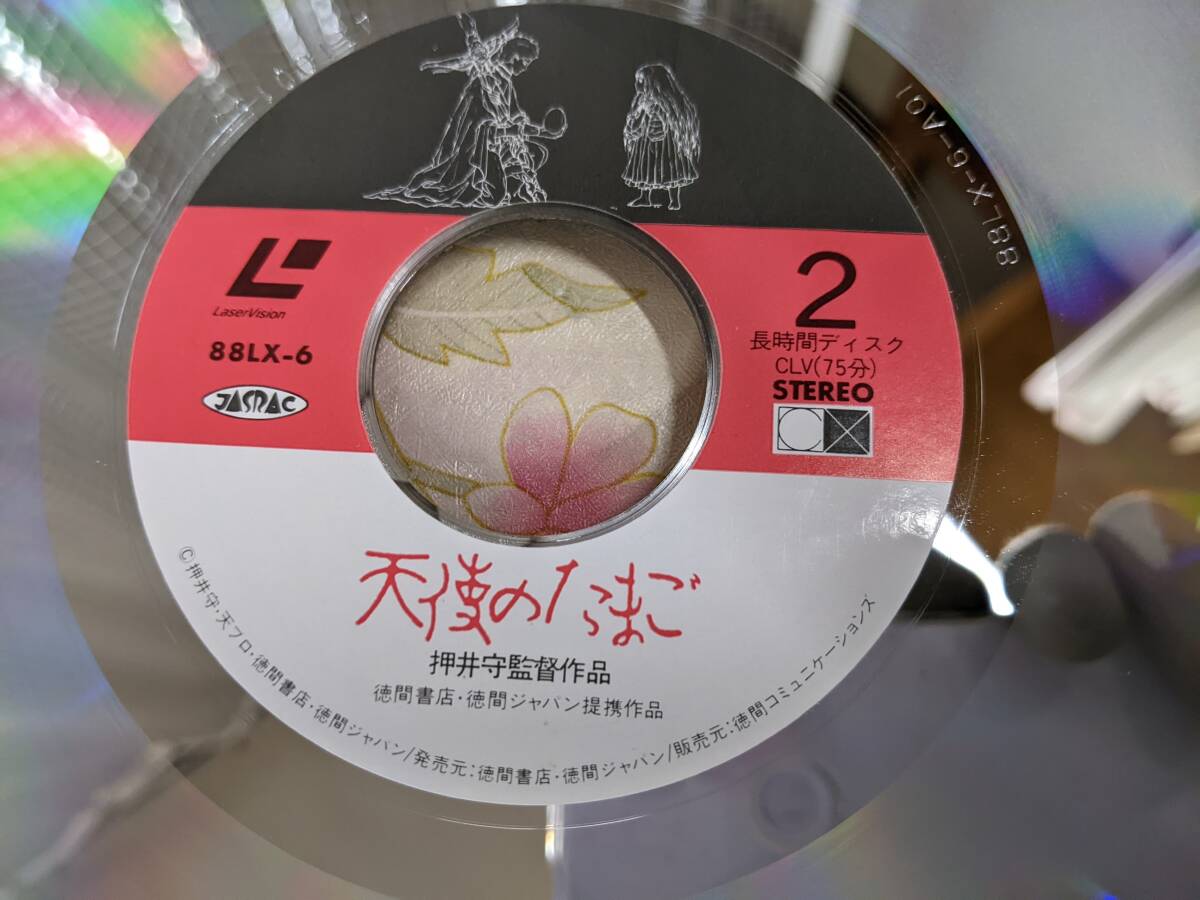 LaserVision
88LX-6
JASRAC
2
長時間ディスク
CLV(75分)
STEREO
天使のたまご
押井守監督作品
徳間書店・徳間ジャパン提携作品
©押井守・天プロ・徳間書店・徳間ジャパン/発売元:徳間書店・徳間ジャパン/販売元:徳間コミュニケーションズ
88LX-6-A01